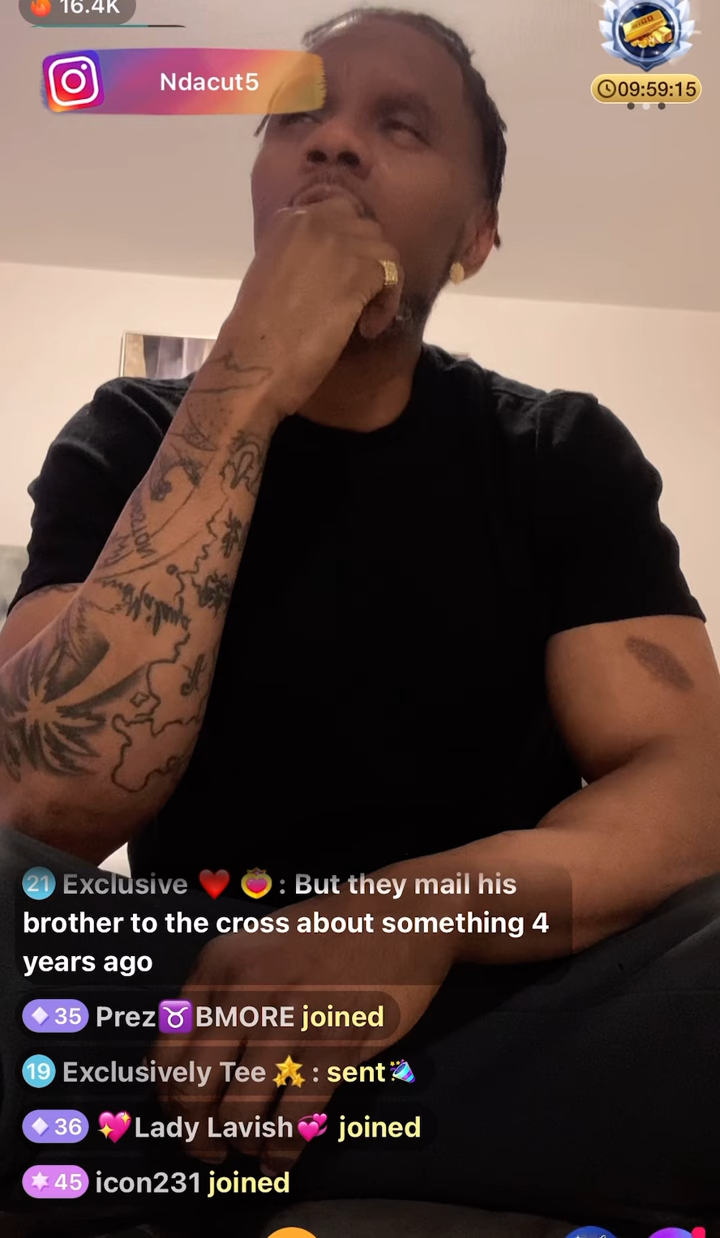 16.4K
Ndacut5
09:59:15
21 Exclusive ❤️ 😍 : But they mail his
brother to the cross about something 4
years ago
35 Prez♉BMORE joined
19 Exclusively Tee 🌟 : sent🎉
36 💖Lady Lavish💞 joined
45 icon231 joined